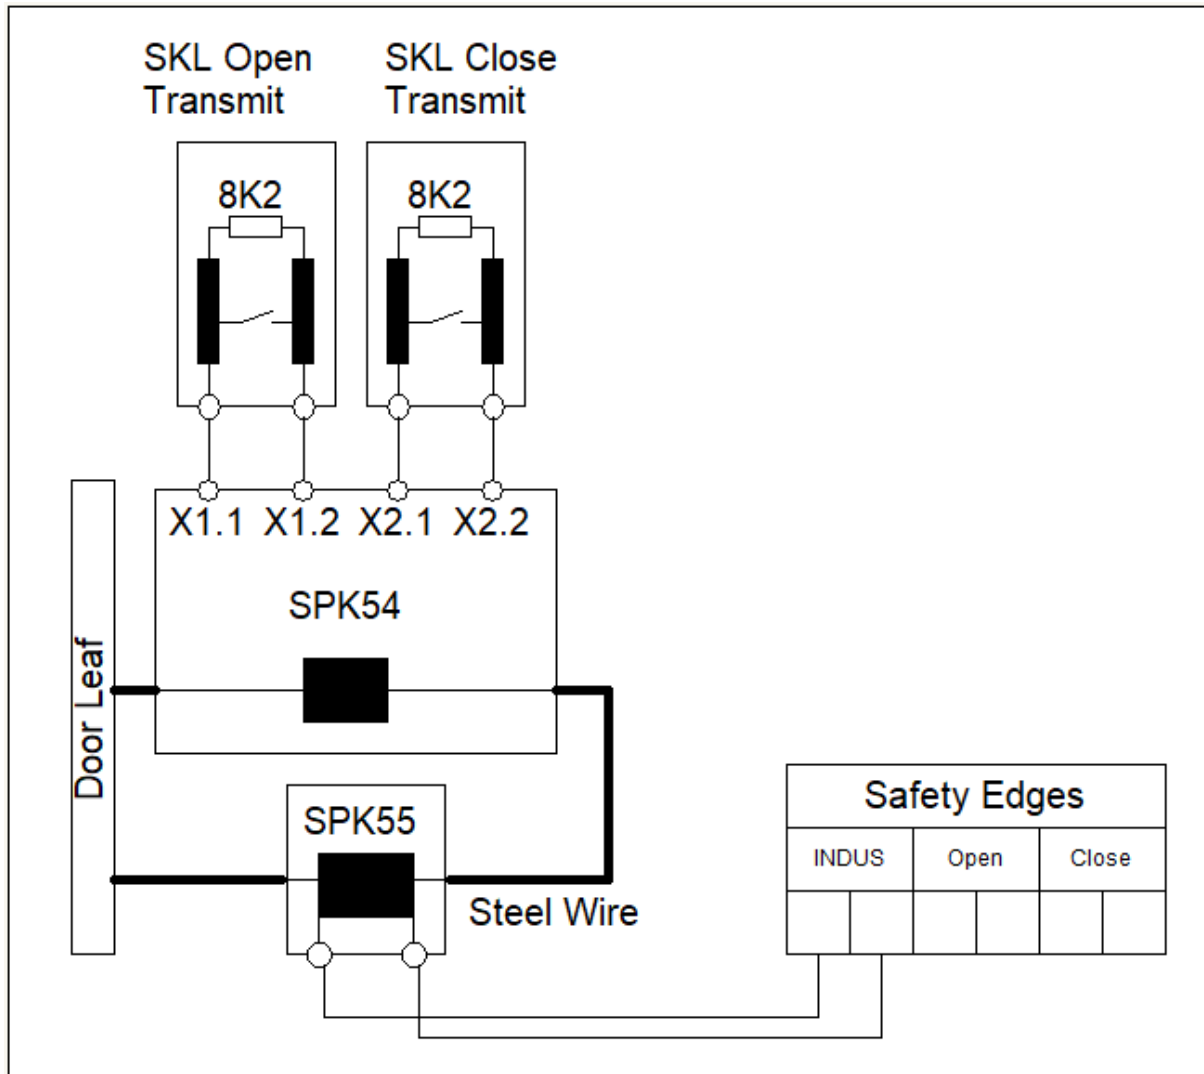 SKL Open
Transmit
SKL Close
Transmit
8K2
8K2
X1.1 X1.2 X2.1 X2.2
SPK54
Door Leaf
SPK55
Steel Wire
Safety Edges
INDUS
Open
Close